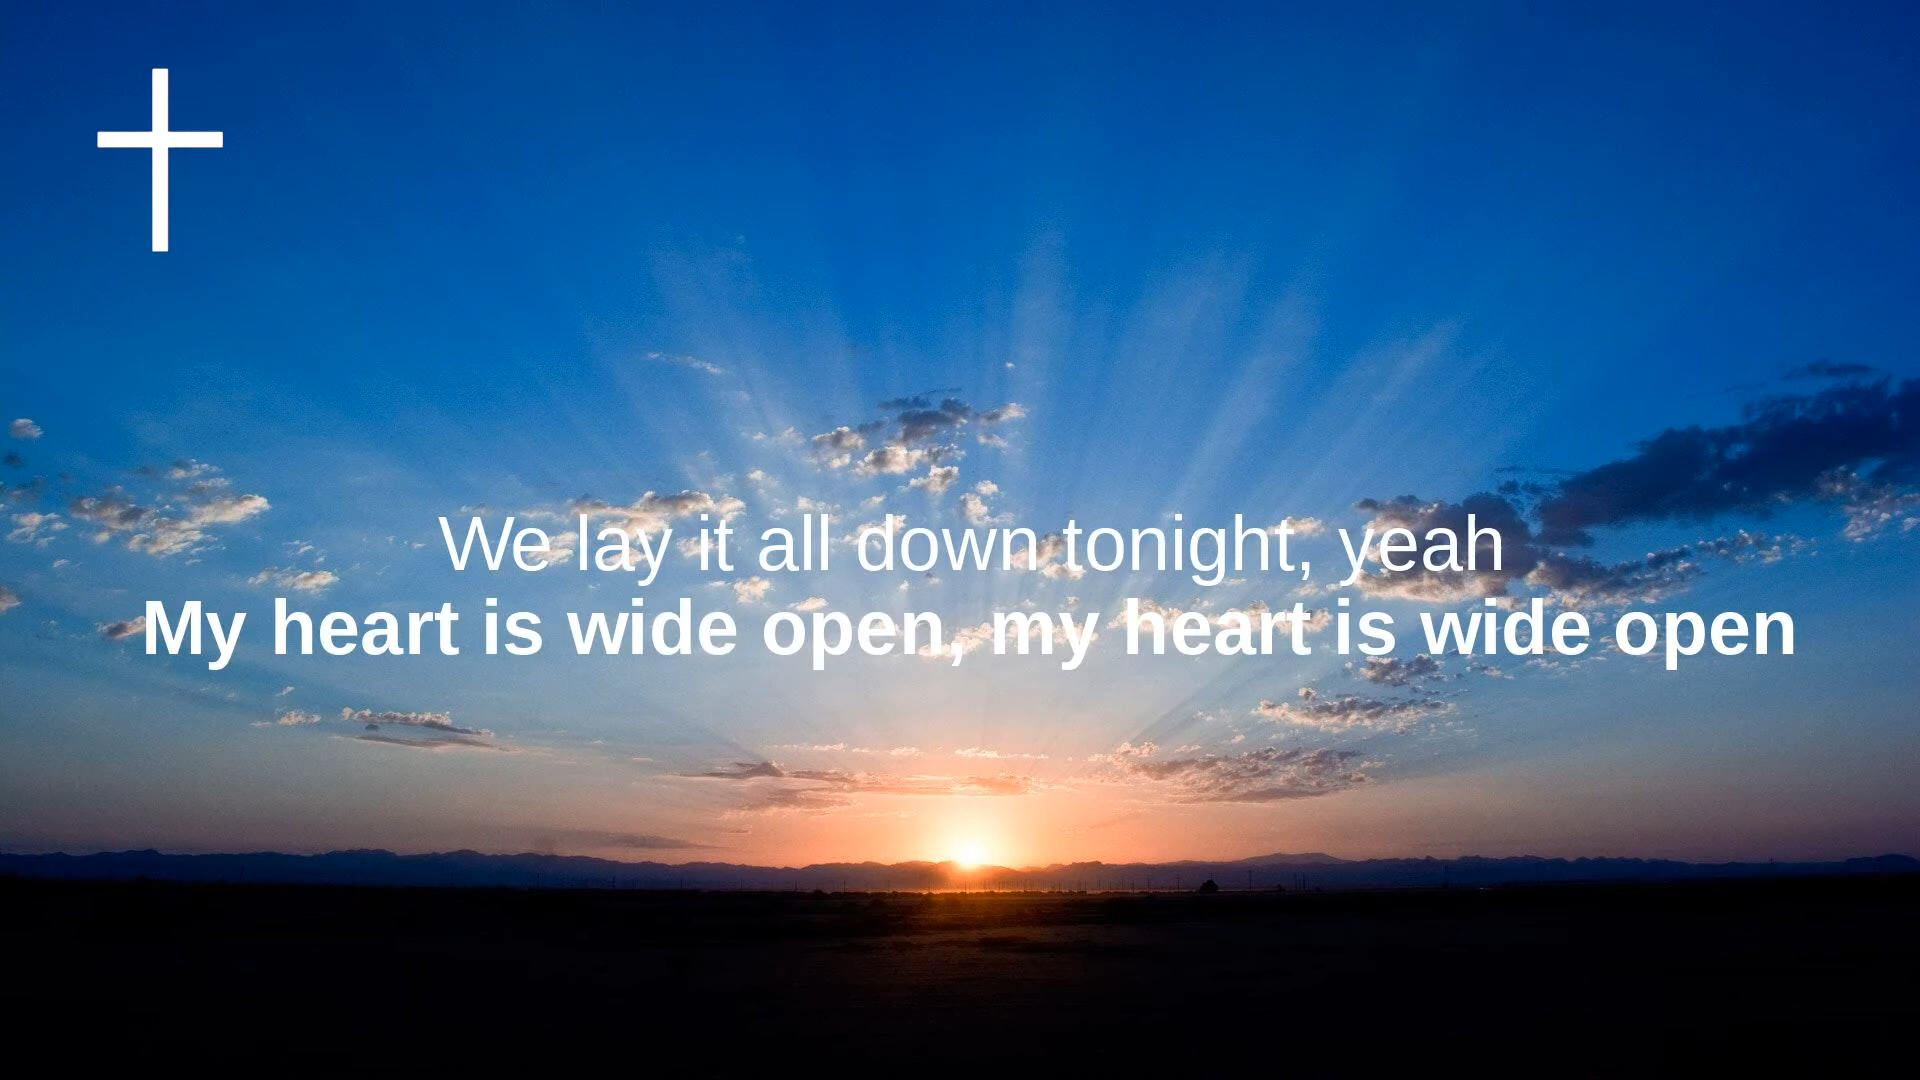 We lay it all down tonight, yeah
My heart is wide open, my heart is wide open